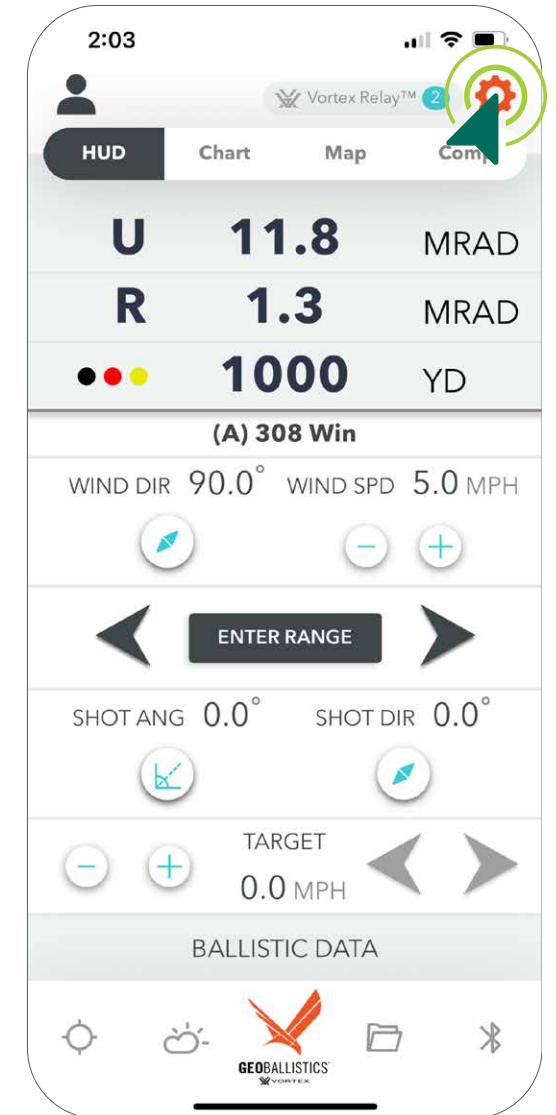 2:03
Vortex Relay™ 2
HUD Chart Map Comp
U 11.8 MRAD
R 1.3 MRAD
1000 YD
(A) 308 Win
WIND DIR 90.0° WIND SPD 5.0 MPH
ENTER RANGE
SHOT ANG 0.0° SHOT DIR 0.0°
TARGET
0.0 MPH
BALLISTIC DATA
GEOBALLISTICS
VORTEX